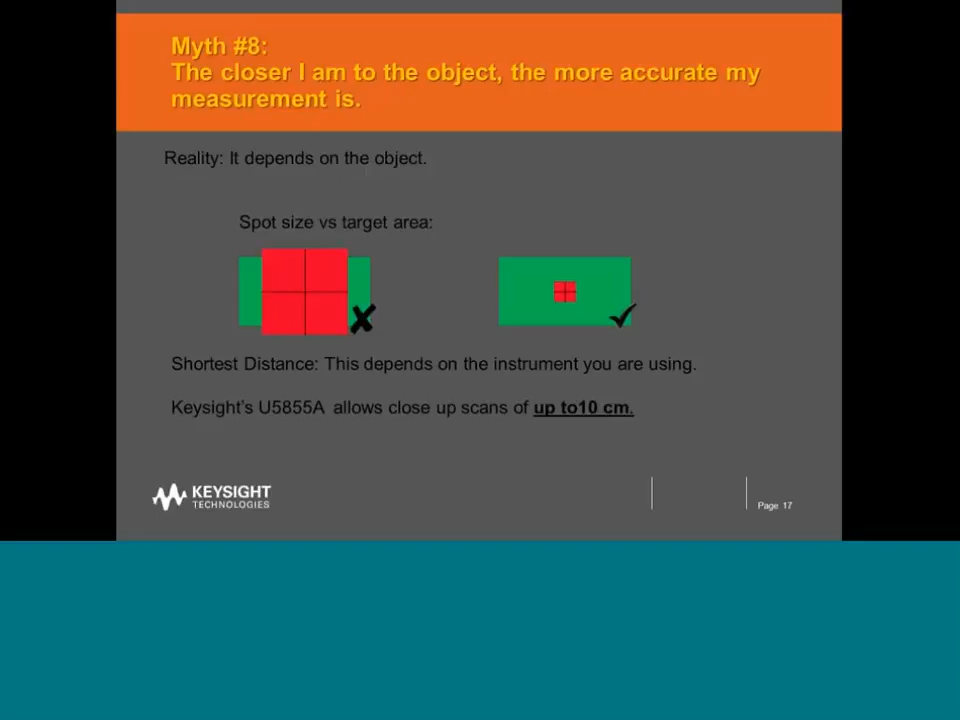 Myth #8:
The closer I am to the object, the more accurate my
measurement is.
Reality: It depends on the object.
Spot size vs target area:
Shortest Distance: This depends on the instrument you are using.
Keysight's U5855A allows close up scans of up to10 cm.
KEYSIGHT
TECHNOLOGIES
Page 17